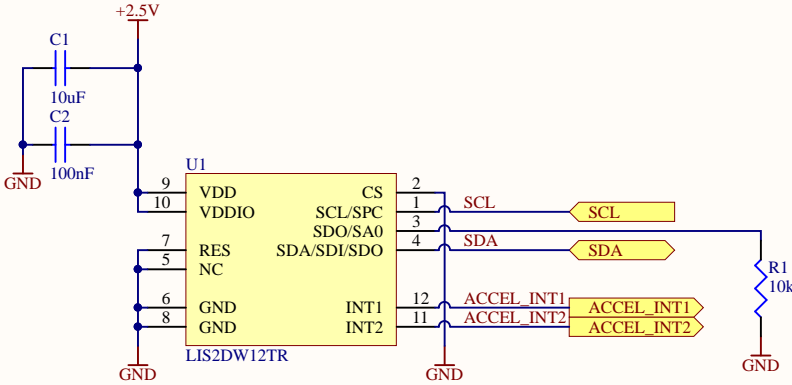 +2.5V
C1
10uF
C2
100nF
GND
U1
9 VDD CS 2
10 VDDIO SCL/SPC 1 SCL SCL
SDO/SA0 3
7 RES SDA/SDI/SDO 4 SDA SDA
5 NC
R1
10k
6 GND INT1 12 ACCEL_INT1 ACCEL_INT1
8 GND INT2 11 ACCEL_INT2 ACCEL_INT2
LIS2DW12TR
GND
GND
GND